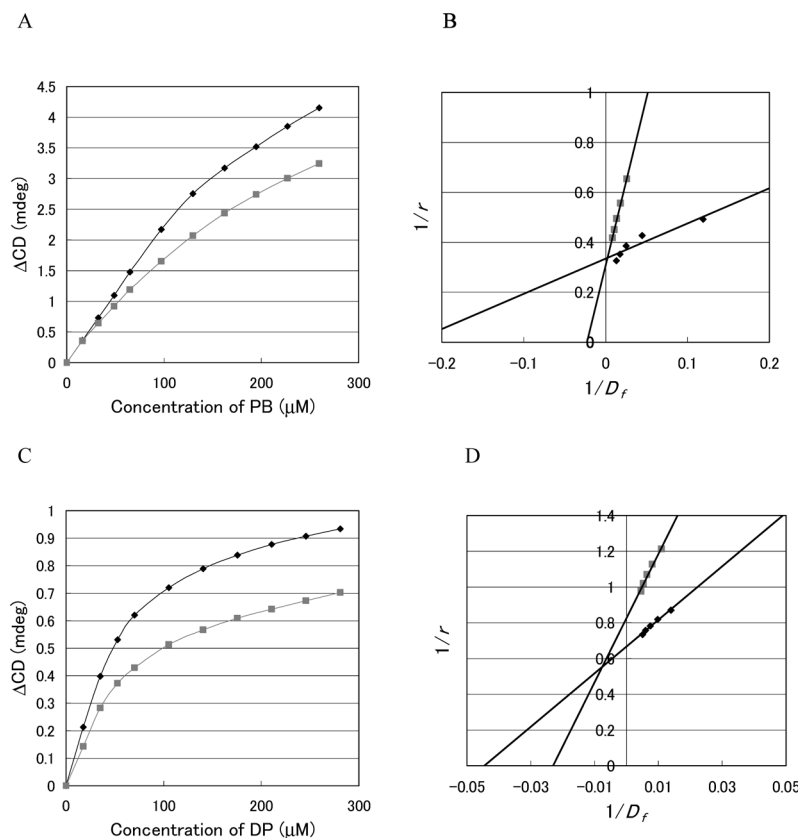 A
B
4.5
4
3.5
3
2.5
2
1.5
1
0.5
0
0 100 200 300
ΔCD (mdeg)
Concentration of PB (μM)
1
0.8
0.6
0.4
0.2
0
-0.2 -0.1 0 0.1 0.2
1/r
1/Df
C
D
1
0.9
0.8
0.7
0.6
0.5
0.4
0.3
0.2
0.1
0
0 100 200 300
ΔCD (mdeg)
Concentration of DP (μM)
1.4
1.2
1
0.8
0.6
0.4
0.2
0
-0.05 -0.03 -0.01 0.01 0.03 0.05
1/r
1/Df